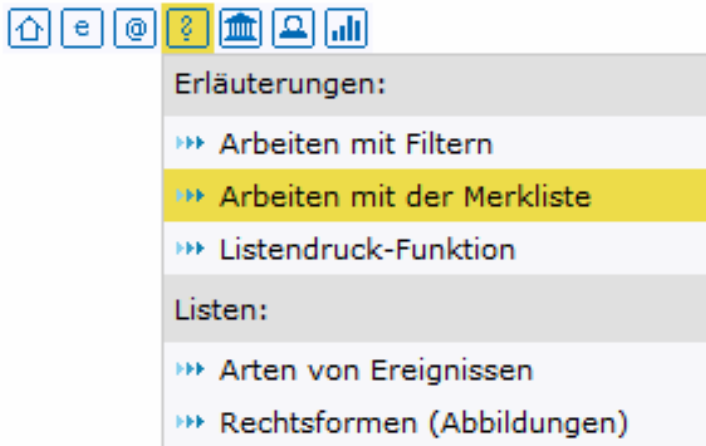 e @ ?
Erläuterungen:
Arbeiten mit Filtern
Arbeiten mit der Merkliste
Listendruck-Funktion
Listen:
Arten von Ereignissen
Rechtsformen (Abbildungen)